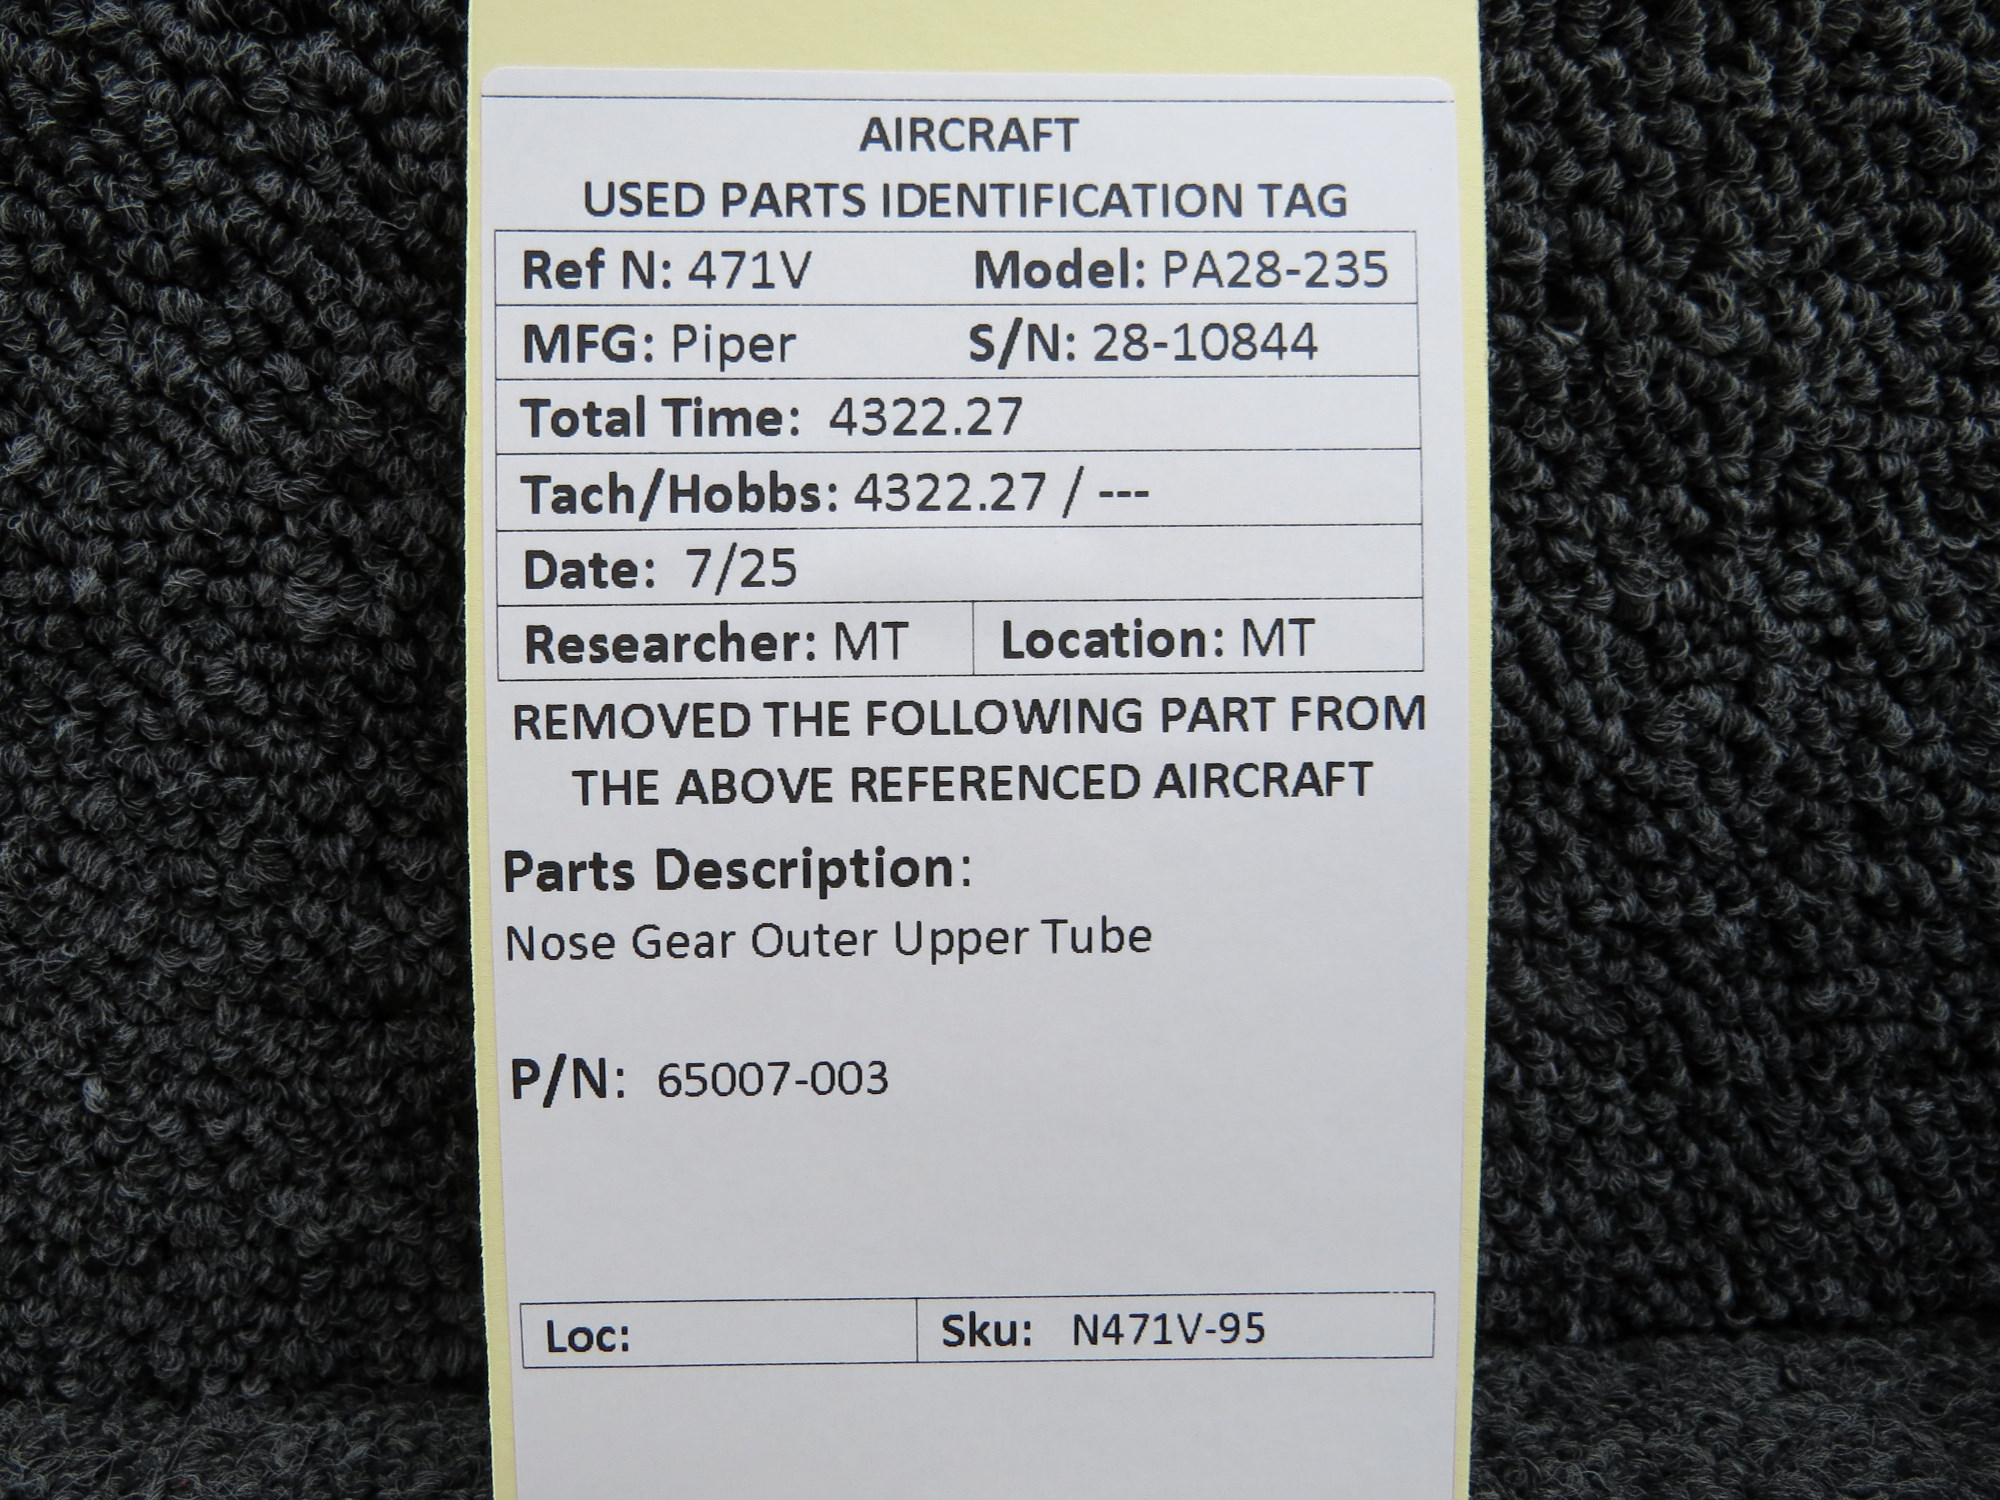 AIRCRAFT
USED PARTS IDENTIFICATION TAG
Ref N: 471V Model: PA28-235
MFG: Piper S/N: 28-10844
Total Time: 4322.27
Tach/Hobbs: 4322.27 / ---
Date: 7/25
Researcher: MT Location: MT
REMOVED THE FOLLOWING PART FROM
THE ABOVE REFERENCED AIRCRAFT
Parts Description:
Nose Gear Outer Upper Tube
P/N: 65007-003
Loc: Sku: N471V-95